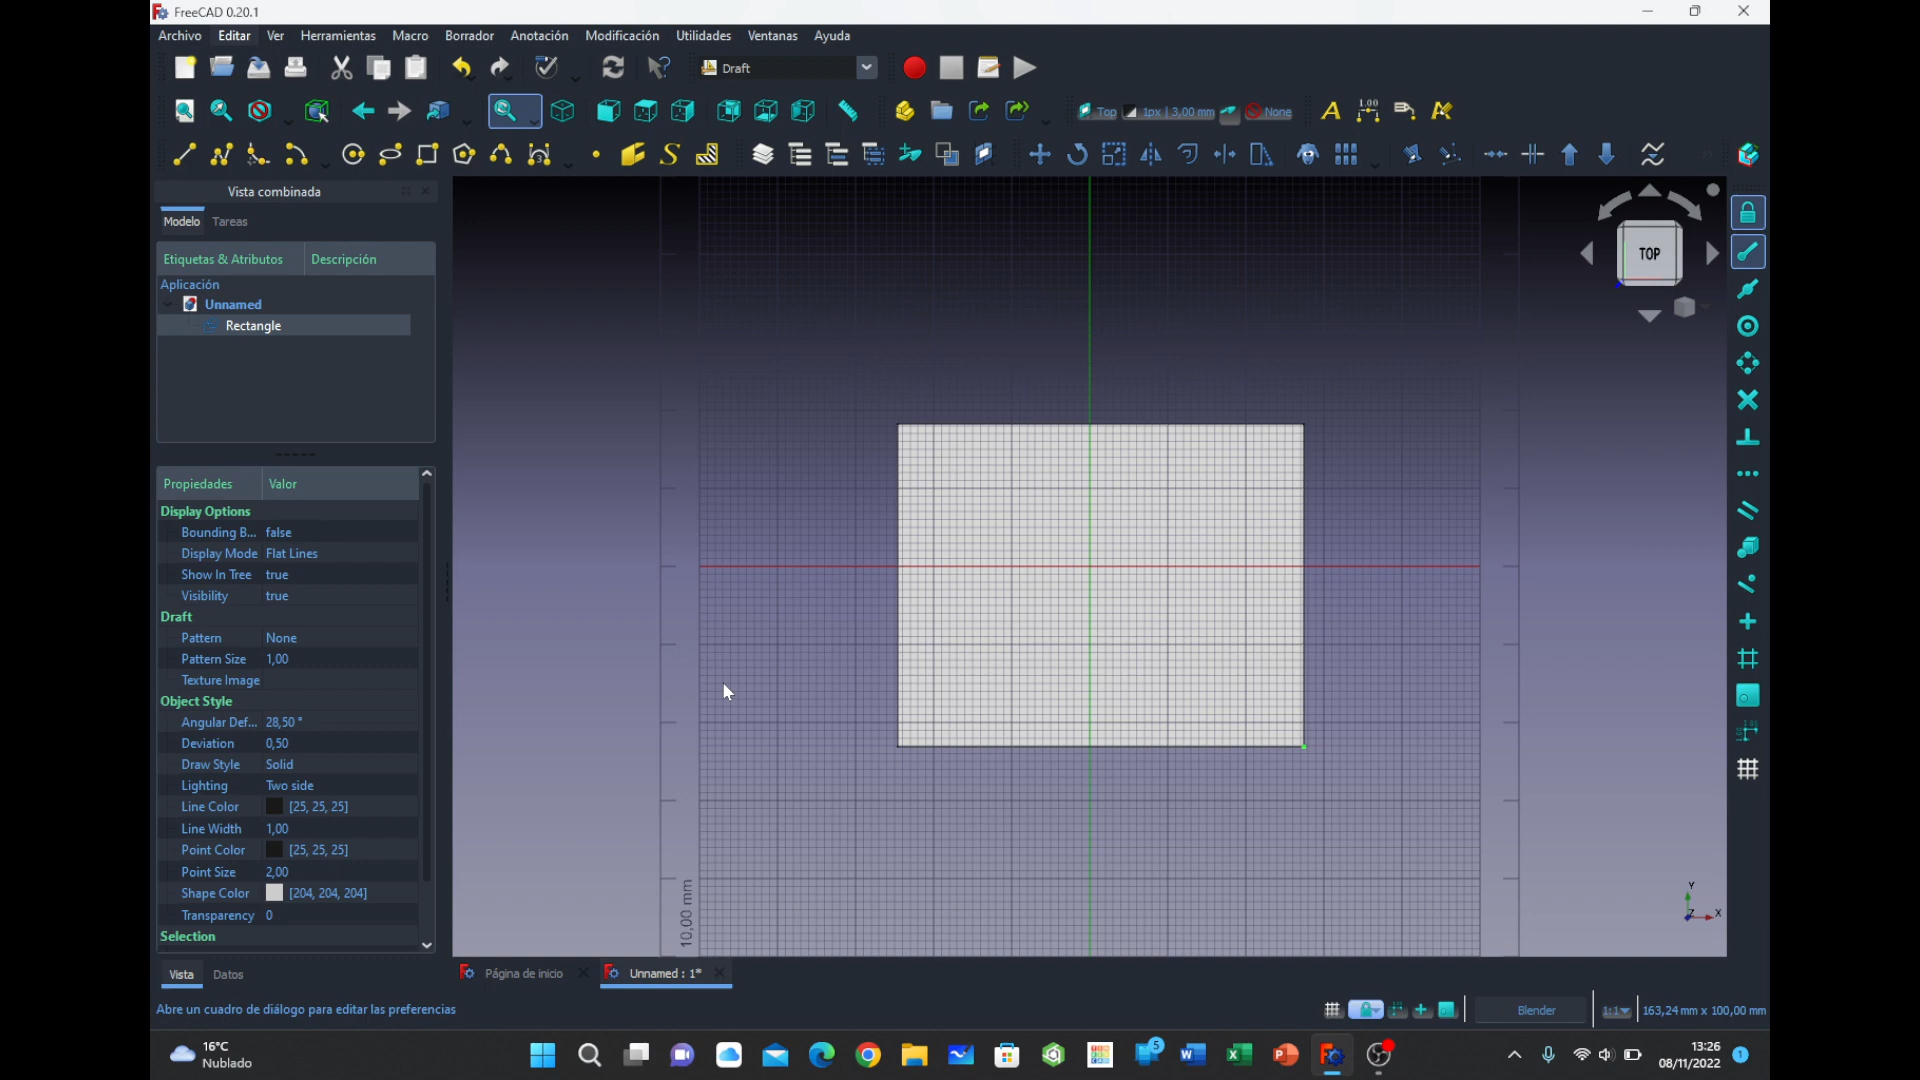 FreeCAD 0.20.1
Archivo Editar Ver Herramientas Macro Borrador Anotación Modificación Utilidades Ventanas Ayuda
Draft
Top 1px | 3,00 mm None
1.00
Vista combinada
Modelo Tareas
Etiquetas & Atributos Descripción
Aplicación
Unnamed
Rectangle
TOP
Propiedades Valor
Display Options
Bounding B... false
Display Mode Flat Lines
Show In Tree true
Visibility true
Draft
Pattern None
Pattern Size 1,00
Texture Image
Object Style
Angular Def... 28,50 °
Deviation 0,50
Draw Style Solid
Lighting Two side
Line Color [25, 25, 25]
Line Width 1,00
Point Color [25, 25, 25]
Point Size 2,00
Shape Color [204, 204, 204]
Transparency 0
Selection
10,00 mm
Y
Z X
Vista Datos
Página de inicio Unnamed : 1*
Abre un cuadro de diálogo para editar las preferencias
Blender 1:1 163,24 mm x 100,00 mm
16°C
Nublado
5
13:26
08/11/2022 1